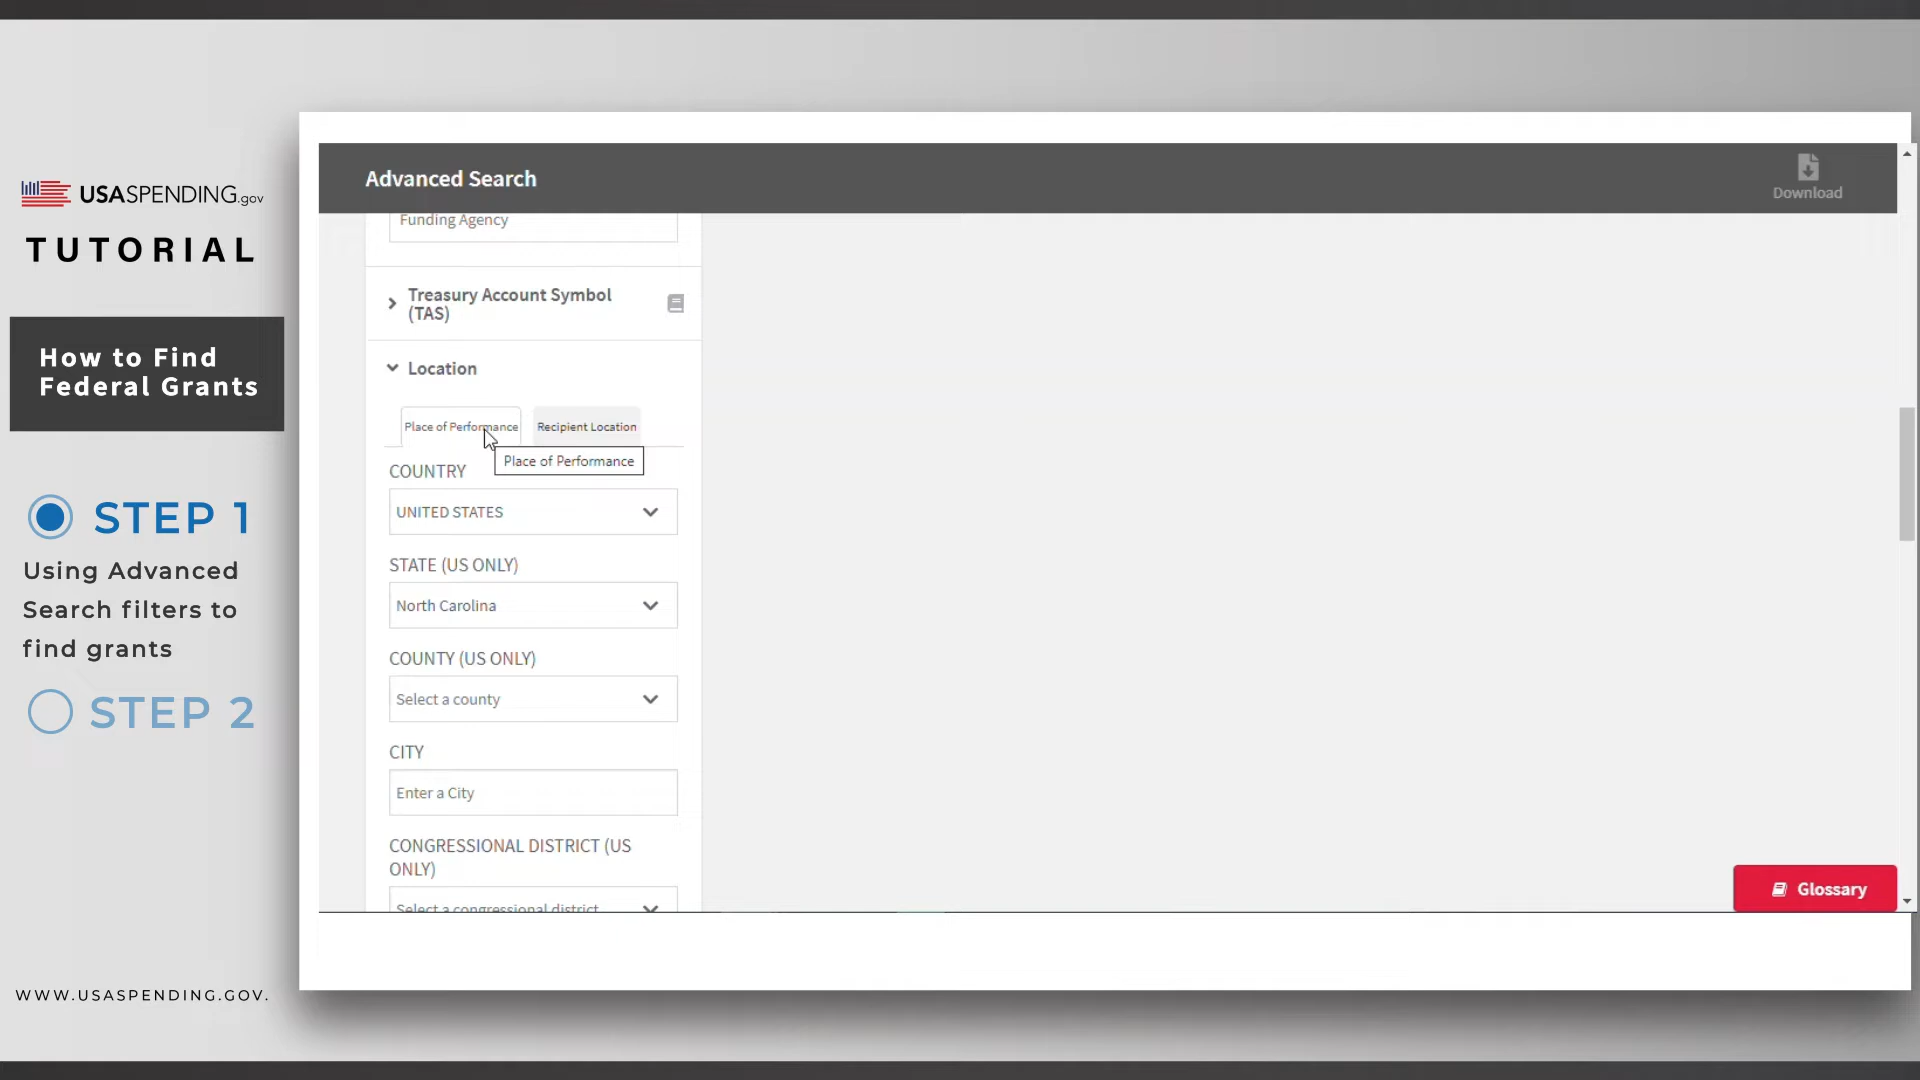 USASPENDING.gov
TUTORIAL
How to Find
Federal Grants
STEP 1
Using Advanced
Search filters to
find grants
STEP 2
WWW.USASPENDING.GOV.
Advanced Search
Download
Funding Agency
Treasury Account Symbol
(TAS)
Location
Place of Performance
Recipient Location
Place of Performance
COUNTRY
UNITED STATES
STATE (US ONLY)
North Carolina
COUNTY (US ONLY)
Select a county
CITY
Enter a City
CONGRESSIONAL DISTRICT (US
ONLY)
Select a congressional district
Glossary